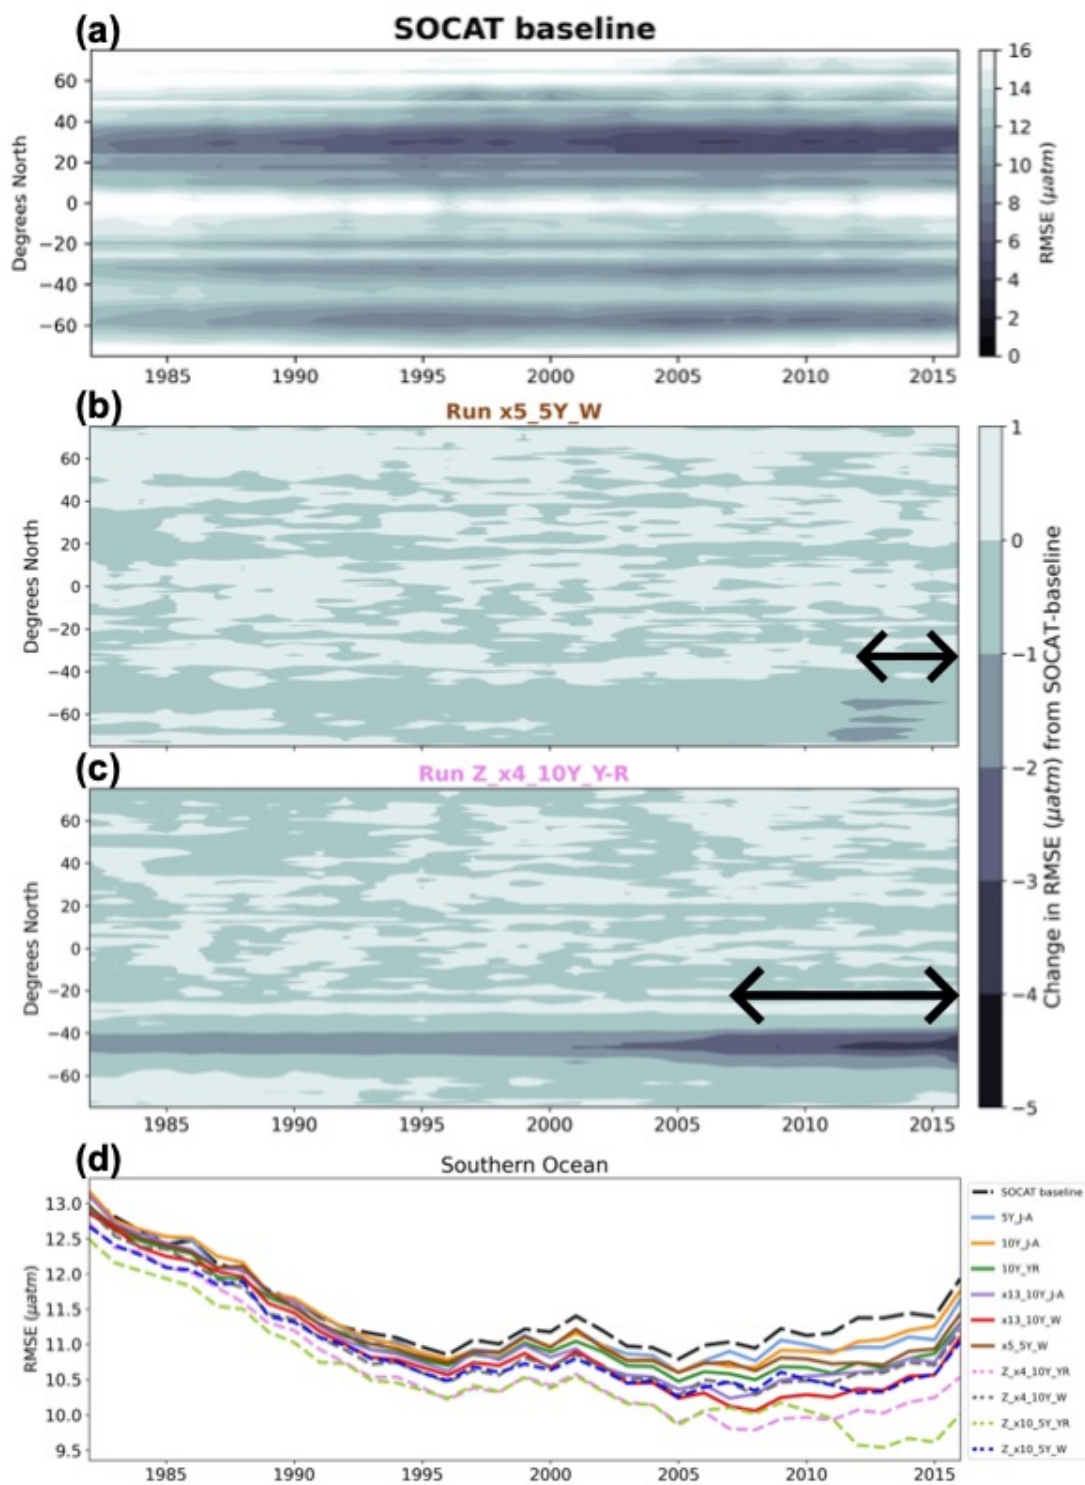 (a)
SOCAT baseline
60
40
20
0
−20
−40
−60
Degrees North
1985 1990 1995 2000 2005 2010 2015
16
14
12
10
8
6
4
2
0
RMSE (μatm)
(b)
Run x5_5Y_W
60
40
20
0
−20
−40
−60
Degrees North
(c)
Run Z_x4_10Y_Y-R
60
40
20
0
−20
−40
−60
Degrees North
1985 1990 1995 2000 2005 2010 2015
1
0
−1
−2
−3
−4
−5
Change in RMSE (μatm) from SOCAT-baseline
(d)
Southern Ocean
13.0
12.5
12.0
11.5
11.0
10.5
10.0
9.5
RMSE (μatm)
1985 1990 1995 2000 2005 2010 2015
SOCAT baseline
5Y_J-A
10Y_J-A
10Y_YR
x13_10Y_J-A
x13_10Y_W
x5_5Y_W
Z_x4_10Y_YR
Z_x4_10Y_W
Z_x10_5Y_YR
Z_x10_5Y_W